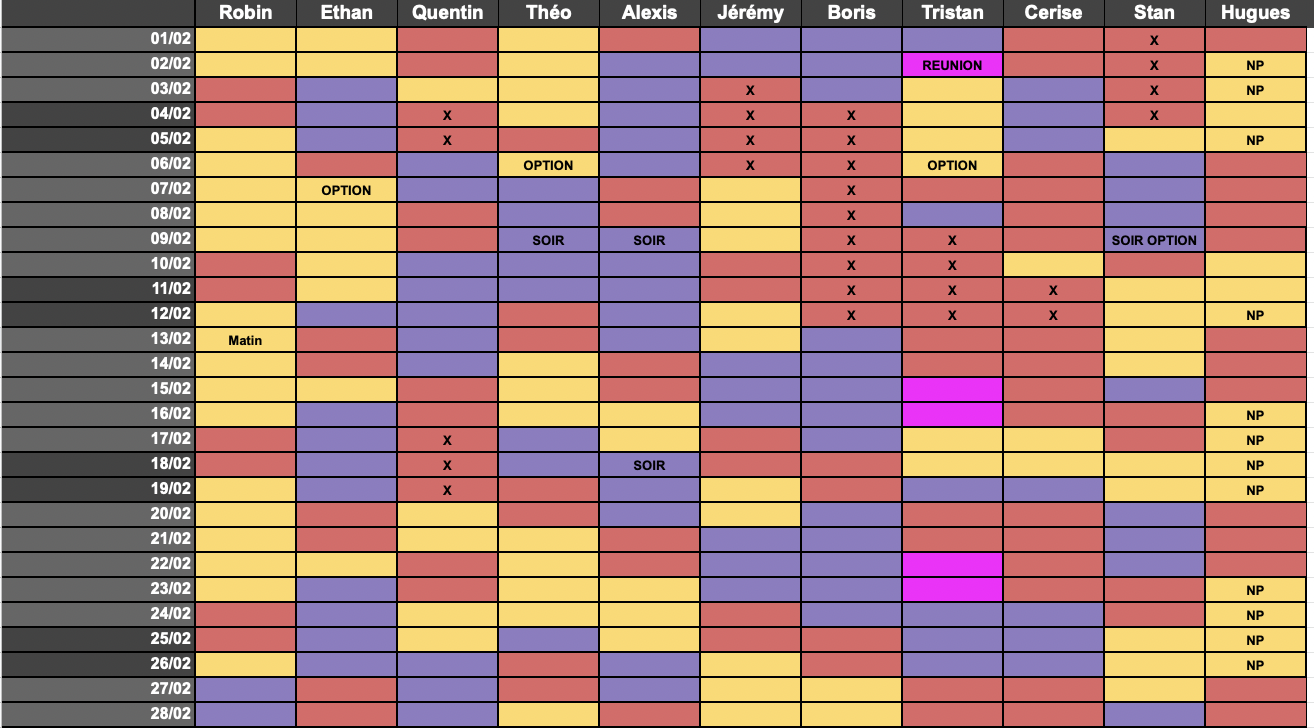 Robin Ethan Quentin Théo Alexis Jérémy Boris Tristan Cerise Stan Hugues
01/02 X
02/02 REUNION X NP
03/02 X X NP
04/02 X X X X
05/02 X X X NP
06/02 OPTION X X OPTION
07/02 OPTION X
08/02 X
09/02 SOIR SOIR X X SOIR OPTION
10/02 X X
11/02 X X X
12/02 X X X NP
13/02 Matin
14/02
15/02
16/02 NP
17/02 X NP
18/02 X SOIR NP
19/02 X NP
20/02
21/02
22/02
23/02 NP
24/02 NP
25/02 NP
26/02 NP
27/02
28/02